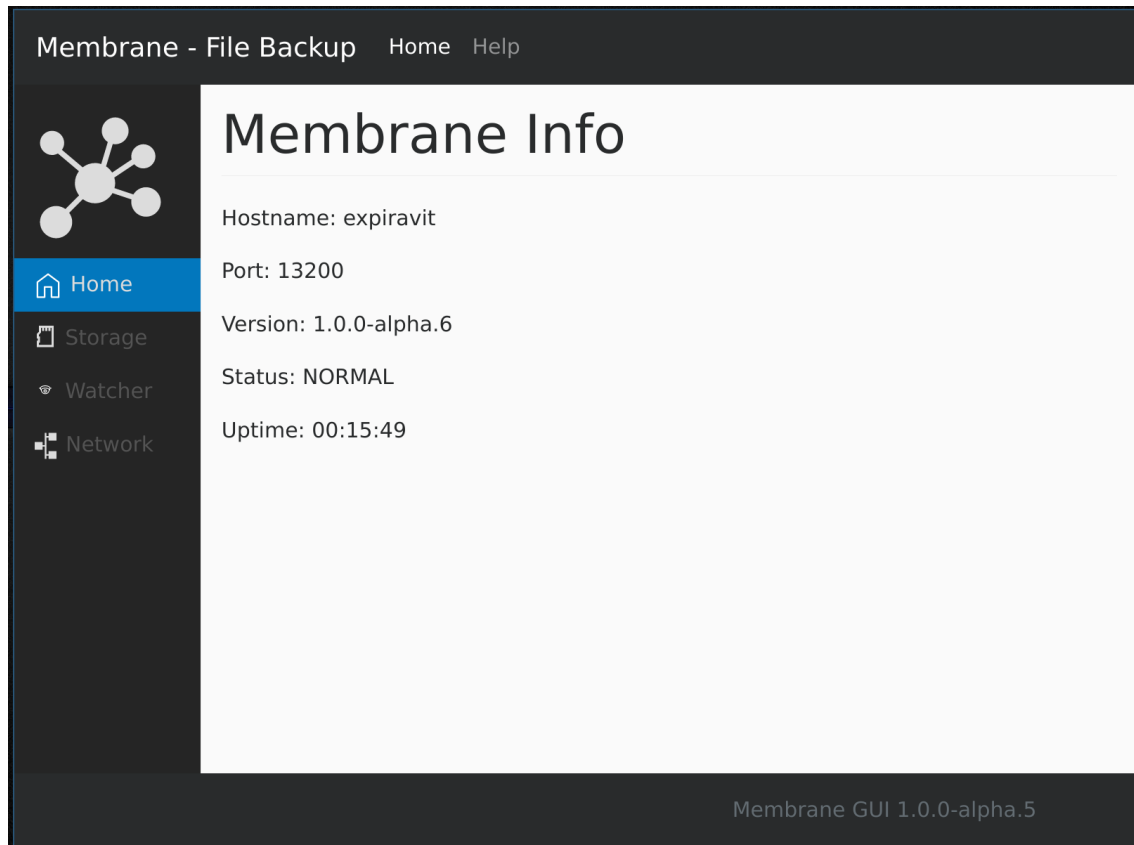 Membrane - File Backup Home Help
Membrane Info
Hostname: expiravit
Port: 13200
Version: 1.0.0-alpha.6
Status: NORMAL
Uptime: 00:15:49
Home
Storage
Watcher
Network
Membrane GUI 1.0.0-alpha.5